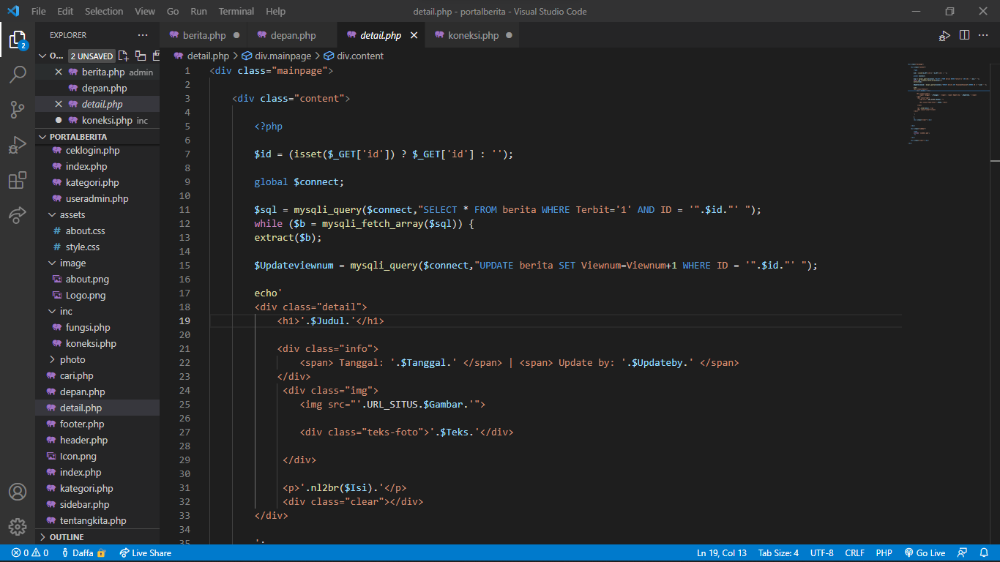 File Edit Selection View Go Run Terminal Help detail.php - portalberita - Visual Studio Code
EXPLORER ···
berita.php depan.php detail.php koneksi.php ···
O... 2 UNSAVED
berita.php admin
depan.php
detail.php
koneksi.php inc
PORTALBERITA
ceklogin.php
index.php
kategori.php
useradmin.php
assets
# about.css
# style.css
image
about.png
Logo.png
inc
fungsi.php
koneksi.php
photo
cari.php
depan.php
detail.php
footer.php
header.php
Icon.png
index.php
kategori.php
sidebar.php
tentangkita.php
OUTLINE
2
detail.php > div.mainpage > div.content
1 <div class="mainpage">
2
3 <div class="content">
4
5 <?php
6
7 $id = (isset($_GET['id']) ? $_GET['id'] : '');
8
9 global $connect;
10
11 $sql = mysqli_query($connect,"SELECT * FROM berita WHERE Terbit='1' AND ID = '".$id."' ");
12 while ($b = mysqli_fetch_array($sql)) {
13 extract($b);
14
15 $Updateviewnum = mysqli_query($connect,"UPDATE berita SET Viewnum=Viewnum+1 WHERE ID = '".$id."' ");
16
17 echo'
18 <div class="detail">
19 <h1>'.$Judul.'</h1>
20
21 <div class="info">
22 <span> Tanggal: '.$Tanggal.' </span> | <span> Update by: '.$Updateby.' </span>
23 </div>
24 <div class="img">
25 <img src="'.URL_SITUS.$Gambar.'">
26
27 <div class="teks-foto">'.$Teks.'</div>
28
29 </div>
30
31 <p>'.nl2br($Isi).'</p>
32 <div class="clear"></div>
33 </div>
34
35 ';
0 0 Daffa Live Share Ln 19, Col 13 Tab Size: 4 UTF-8 CRLF PHP Go Live